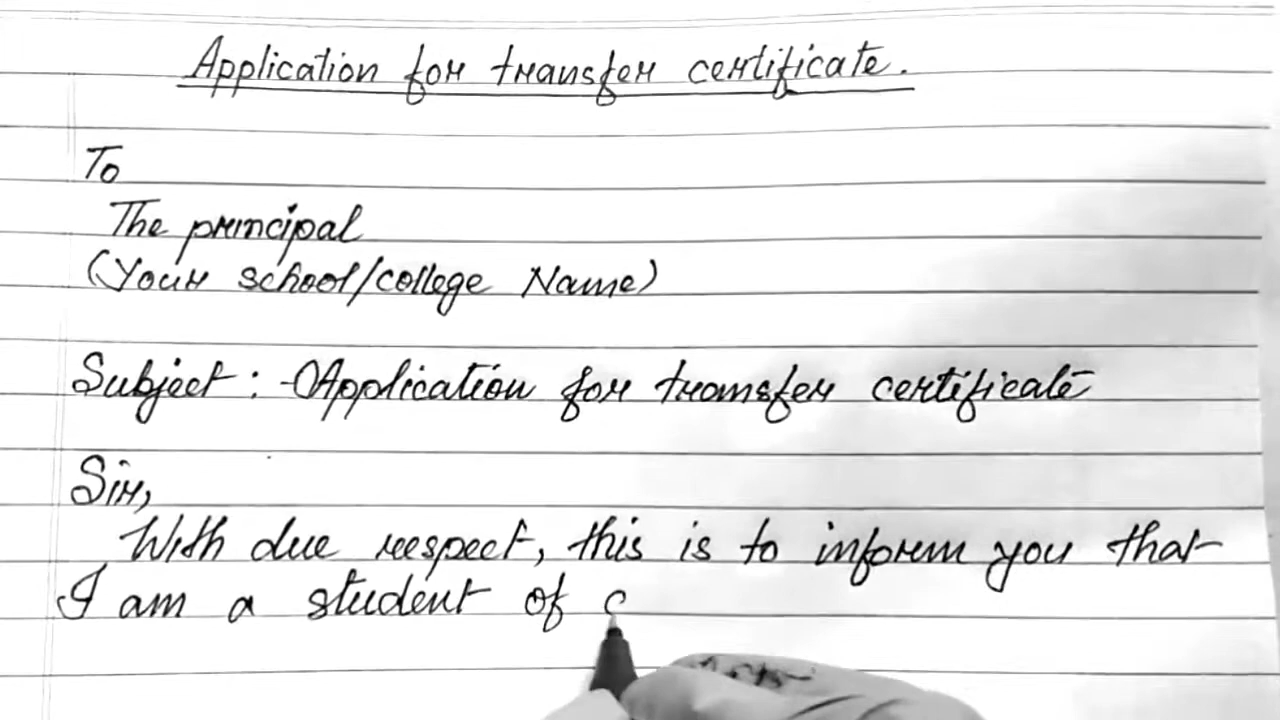 Application for transfer certificate.
To
The principal
(Your school/college Name)
Subject: Application for transfer certificate
Sir,
With due respect, this is to inform you that
I am a student of c